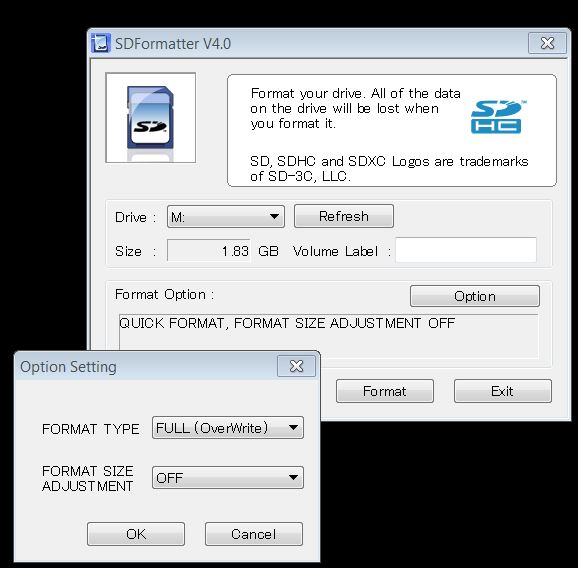 SDFormatter V4.0
SD
Format your drive. All of the data
on the drive will be lost when
you format it.
SD
HC
SD, SDHC and SDXC Logos are trademarks
of SD-3C, LLC.
Drive : M: Refresh
Size : 1.83 GB Volume Label :
Format Option : Option
QUICK FORMAT, FORMAT SIZE ADJUSTMENT OFF
Format Exit
Option Setting
FORMAT TYPE FULL (OverWrite)
FORMAT SIZE
ADJUSTMENT OFF
OK Cancel